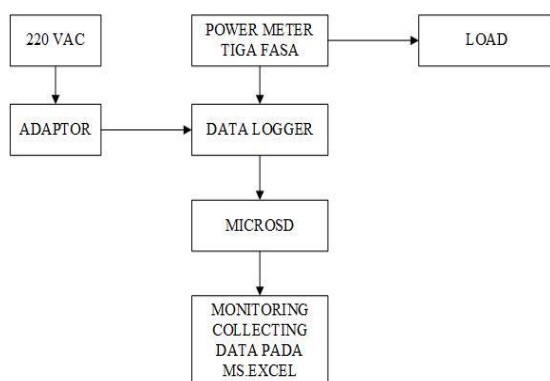 220 VAC
POWER METER
TIGA FASA
LOAD
ADAPTOR
DATA LOGGER
MICROSD
MONITORING
COLLECTING
DATA PADA
MS.EXCEL